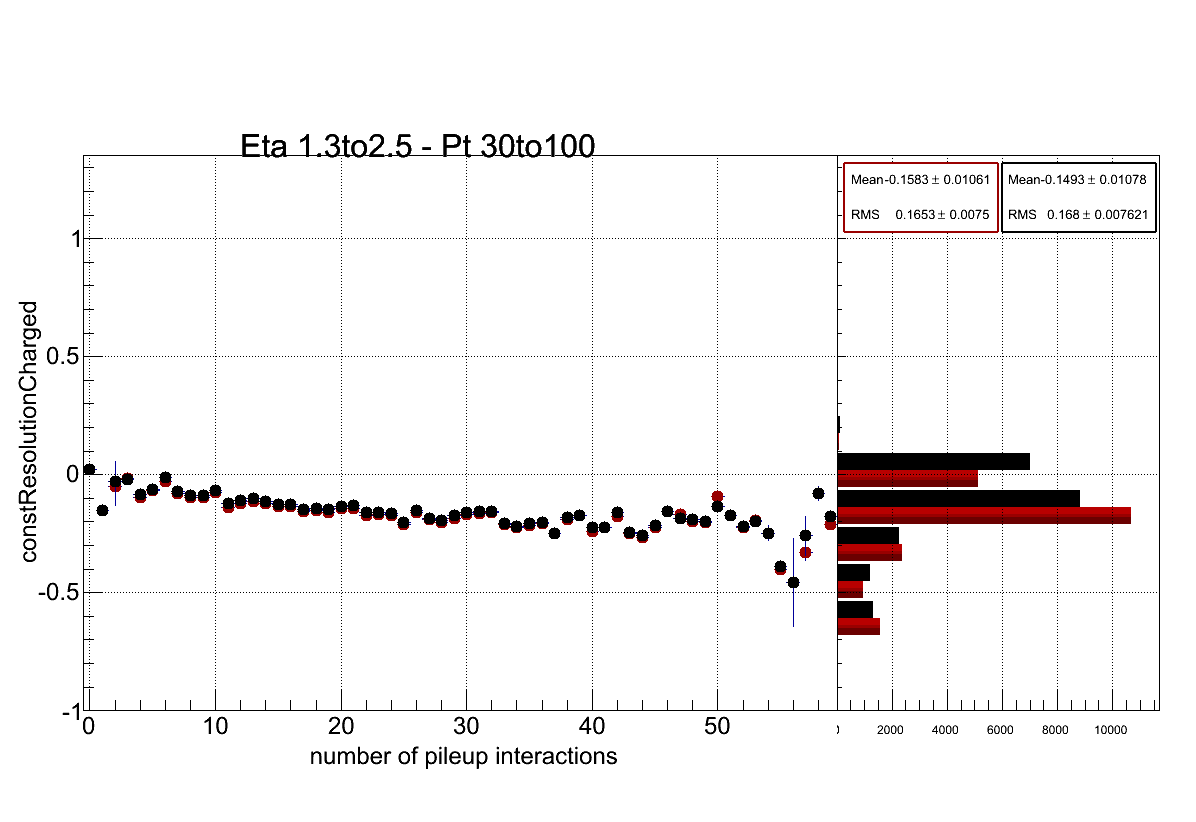 Eta 1.3to2.5 - Pt 30to100
Mean-0.1583 ± 0.01061
RMS 0.1653 ± 0.0075
Mean-0.1493 ± 0.01078
RMS 0.168 ± 0.007621
constResolutionCharged
1
0.5
0
-0.5
-1
0 10 20 30 40 50
number of pileup interactions
2000 4000 6000 8000 10000